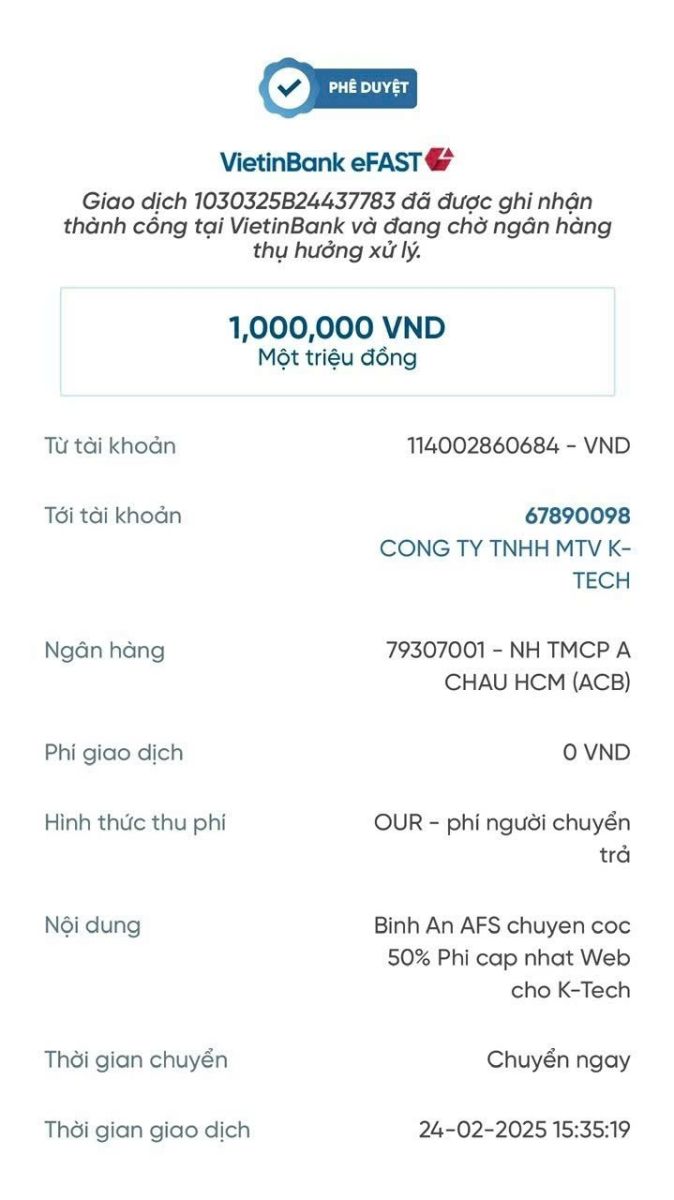 PHÊ DUYỆT
VietinBank eFAST
Giao dịch 1030325B24437783 đã được ghi nhận
thành công tại VietinBank và đang chờ ngân hàng
thụ hưởng xử lý.
1,000,000 VND
Một triệu đồng
Từ tài khoản
114002860684 - VND
Tới tài khoản
67890098
CONG TY TNHH MTV K-
TECH
Ngân hàng
79307001 - NH TMCP A
CHAU HCM (ACB)
Phí giao dịch
0 VND
Hình thức thu phí
OUR - phí người chuyển
trả
Nội dung
Binh An AFS chuyen coc
50% Phi cap nhat Web
cho K-Tech
Thời gian chuyển
Chuyển ngay
Thời gian giao dịch
24-02-2025 15:35:19